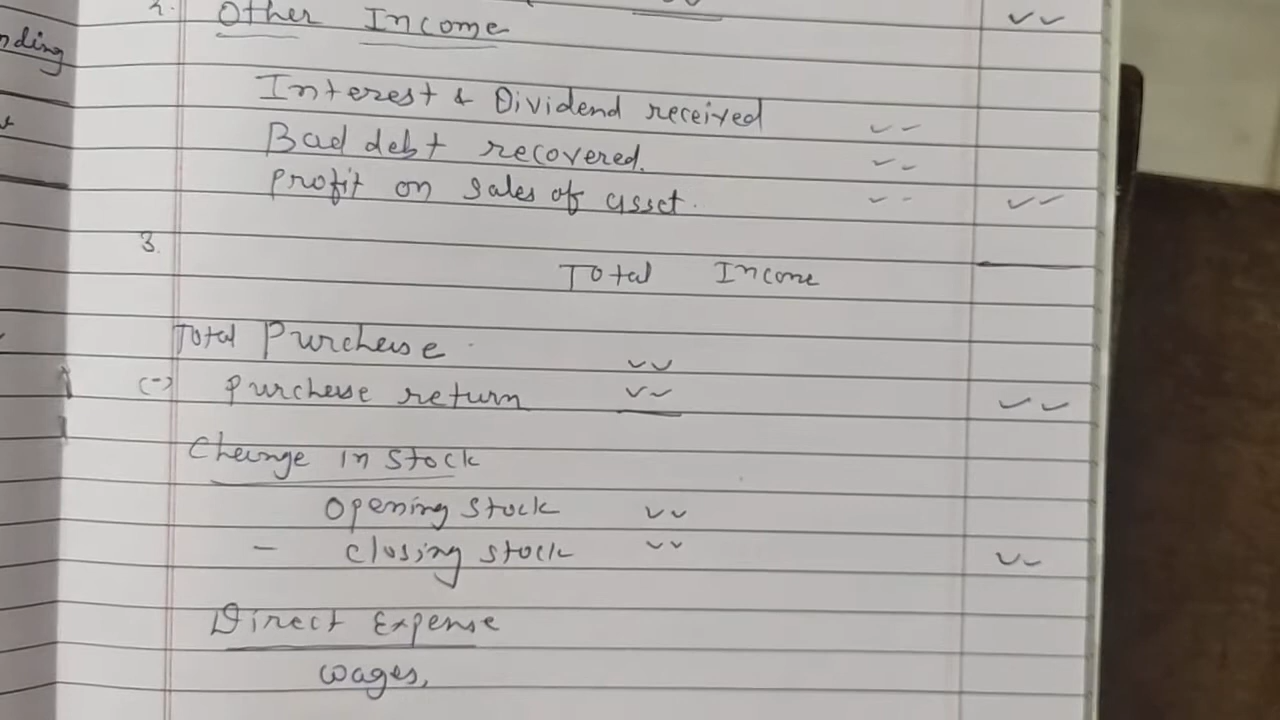 2. Other Income
Interest & Dividend received
Bad debt recovered.
Profit on sales of asset.
3.
Total Income
Total Purchase
(-) Purchase return
Change in stock
Opening stock
- closing stock
Direct Expense
wages,